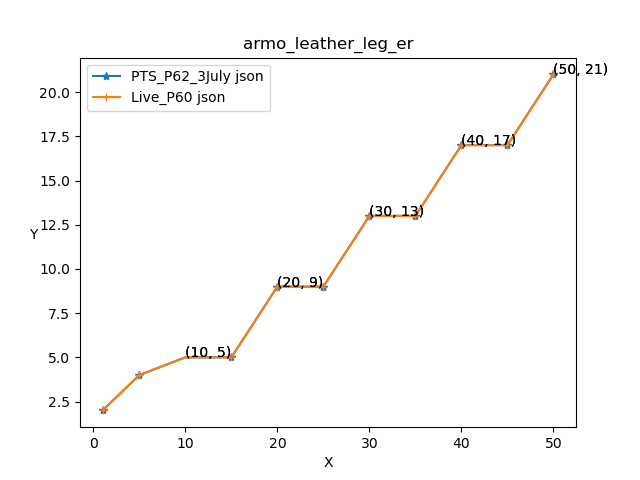 armo_leather_leg_er
PTS_P62_3July json
Live_P60 json
(50, 21)
20.0
17.5
(40, 17)
15.0
(30, 13)
12.5
Y
10.0
(20, 9)
7.5
(10, 5)
5.0
2.5
0 10 20 30 40 50
X